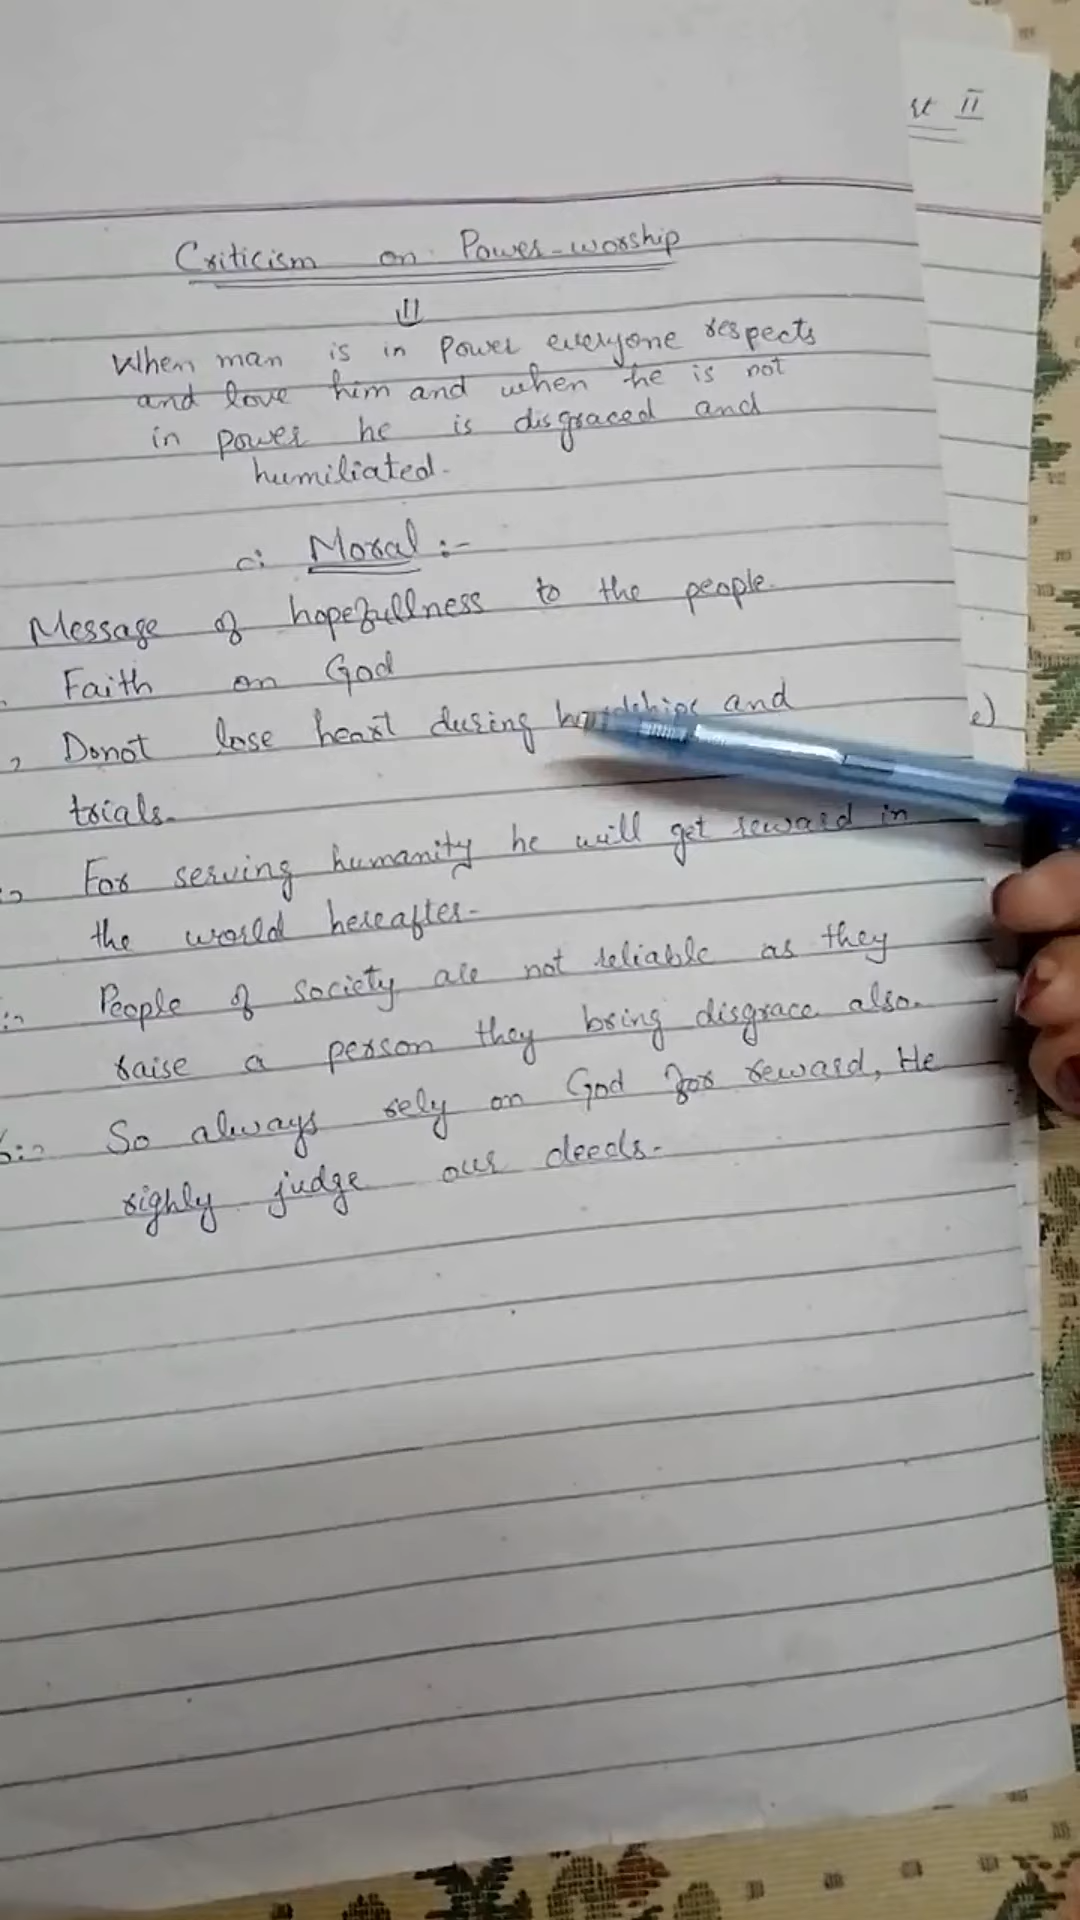 rt II
Criticism on Power-worship
When man is in power everyone respects
and love him and when he is not
in power he is disgraced and
humiliated.
c: Moral :-
Message of hopefullness to the people.
Faith on God
Donot lose heart during hardships and
e)
trials.
For serving humanity he will get reward in
the world hereafter.
People of society are not reliable as they
raise a person they bring disgrace also.
6:- So always rely on God for reward, He
righly judge our deeds.